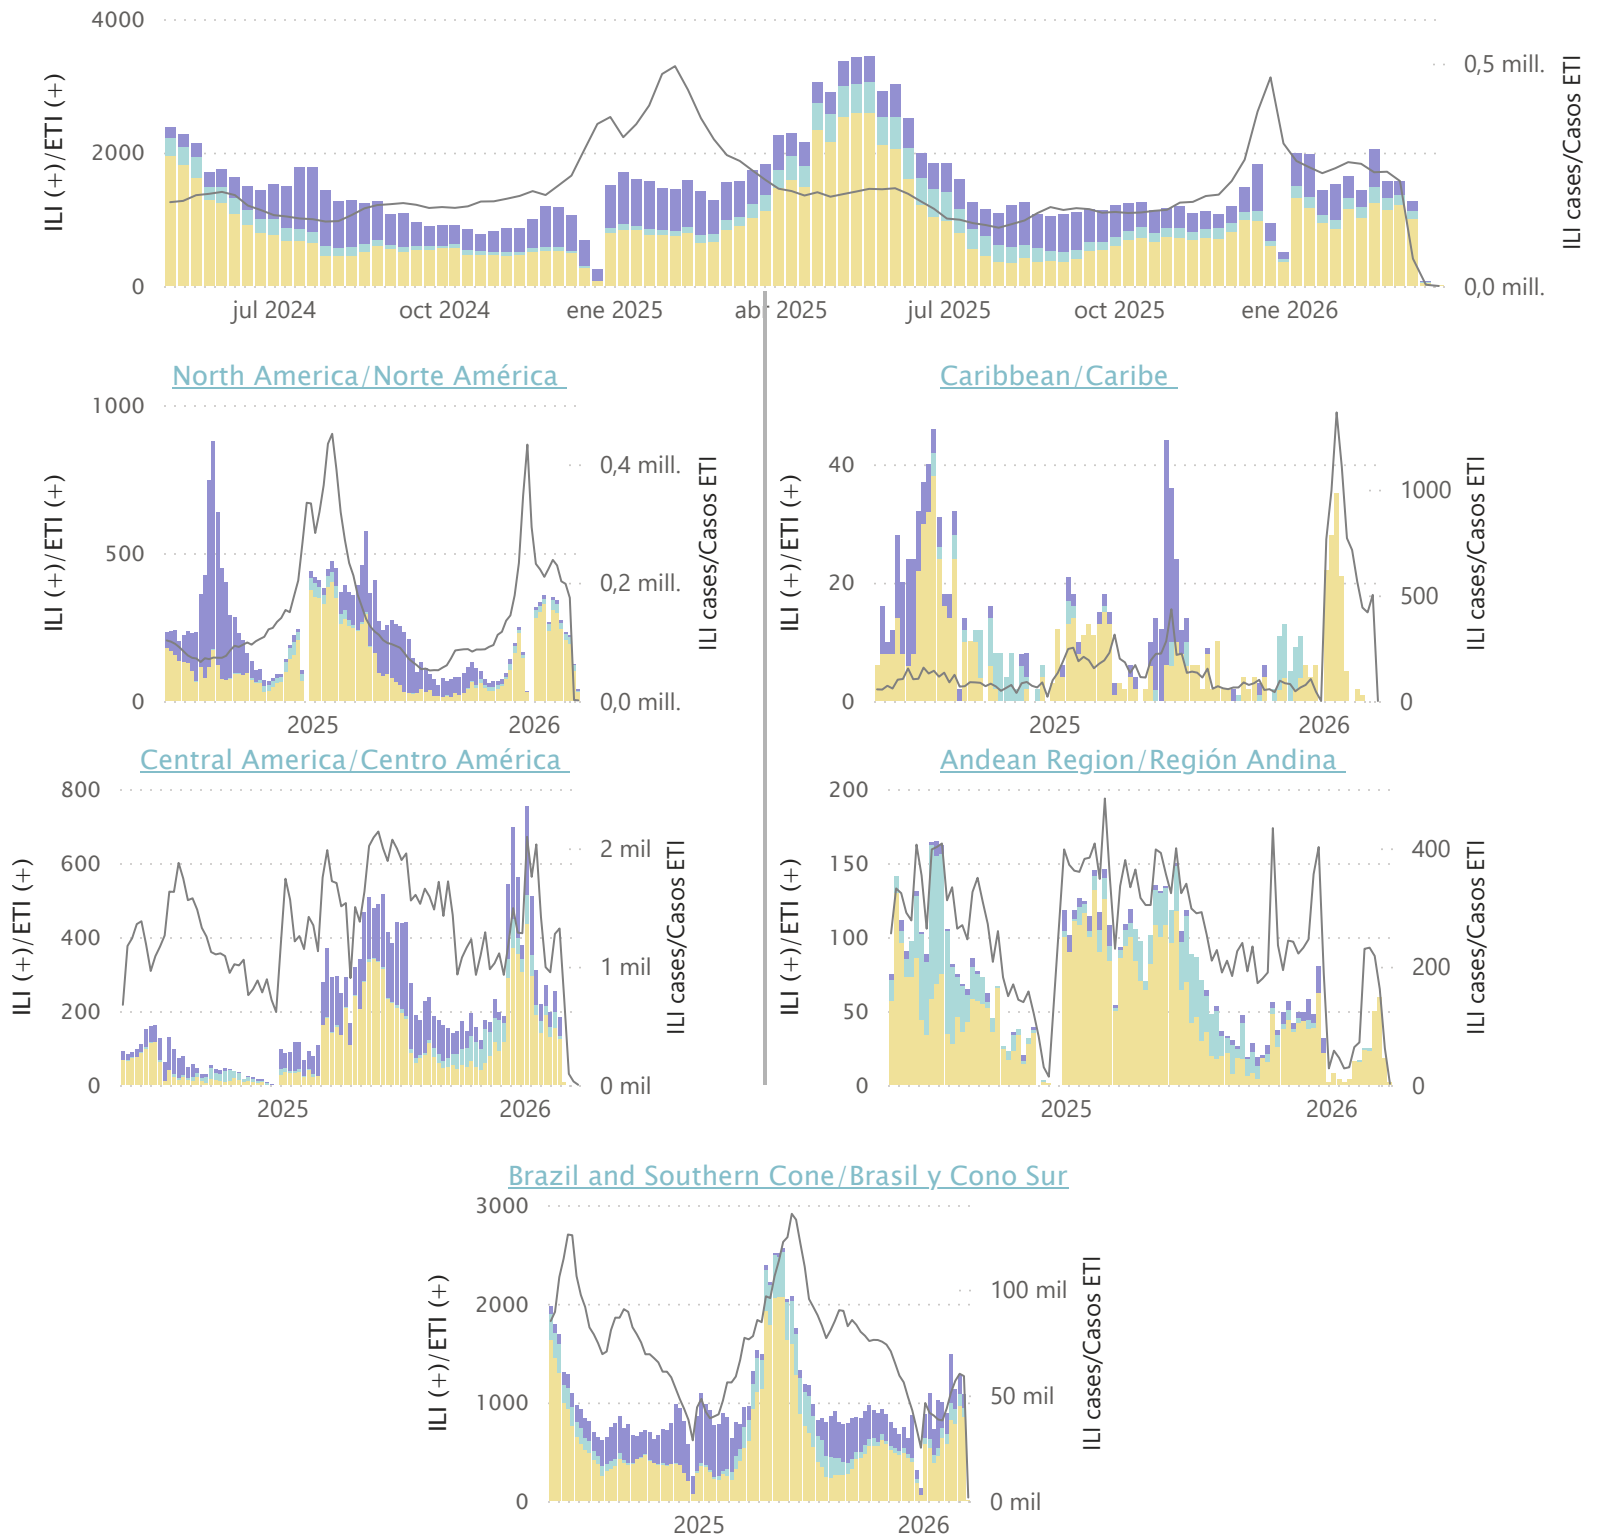 4000
2000
0
ILI (+)/ETI (+)
0,5 mill.
0,0 mill.
ILI cases/Casos ETI
jul 2024 oct 2024 ene 2025 abr 2025 jul 2025 oct 2025 ene 2026
North America/Norte América
1000
500
0
ILI (+)/ETI (+)
0,4 mill.
0,2 mill.
0,0 mill.
ILI cases/Casos ETI
2025 2026
Caribbean/Caribe
40
20
0
ILI (+)/ETI (+)
1000
500
0
ILI cases/Casos ETI
2025 2026
Central America/Centro América
800
600
400
200
0
ILI (+)/ETI (+)
2 mil
1 mil
0 mil
ILI cases/Casos ETI
2025 2026
Andean Region/Región Andina
200
150
100
50
0
ILI (+)/ETI (+)
400
200
0
ILI cases/Casos ETI
2025 2026
Brazil and Southern Cone/Brasil y Cono Sur
3000
2000
1000
0
ILI (+)/ETI (+)
100 mil
50 mil
0 mil
ILI cases/Casos ETI
2025 2026